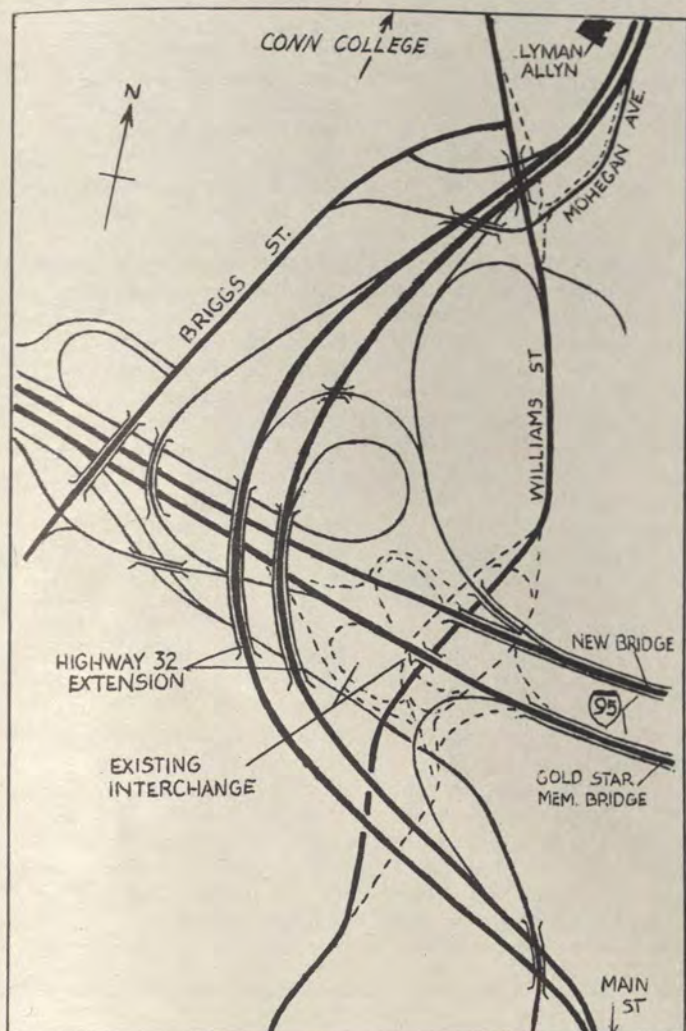 CONN COLLEGE
LYMAN
ALLYN
N
MOHEGAN AVE.
BRIGGS ST.
WILLIAMS ST
HIGHWAY 32
EXTENSION
NEW BRIDGE
95
EXISTING
INTERCHANGE
GOLD STAR
MEM. BRIDGE
MAIN
ST